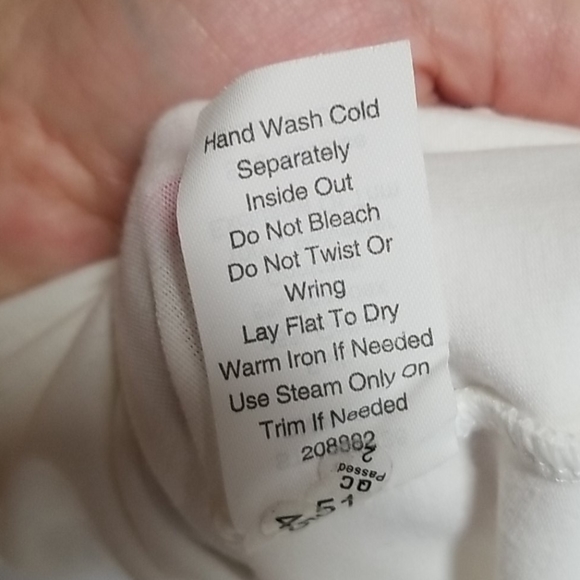 Hand Wash Cold
Separately
Inside Out
Do Not Bleach
Do Not Twist Or
Wring
Lay Flat To Dry
Warm Iron If Needed
Use Steam Only On
Trim If Needed
208882
2
Passed
QC